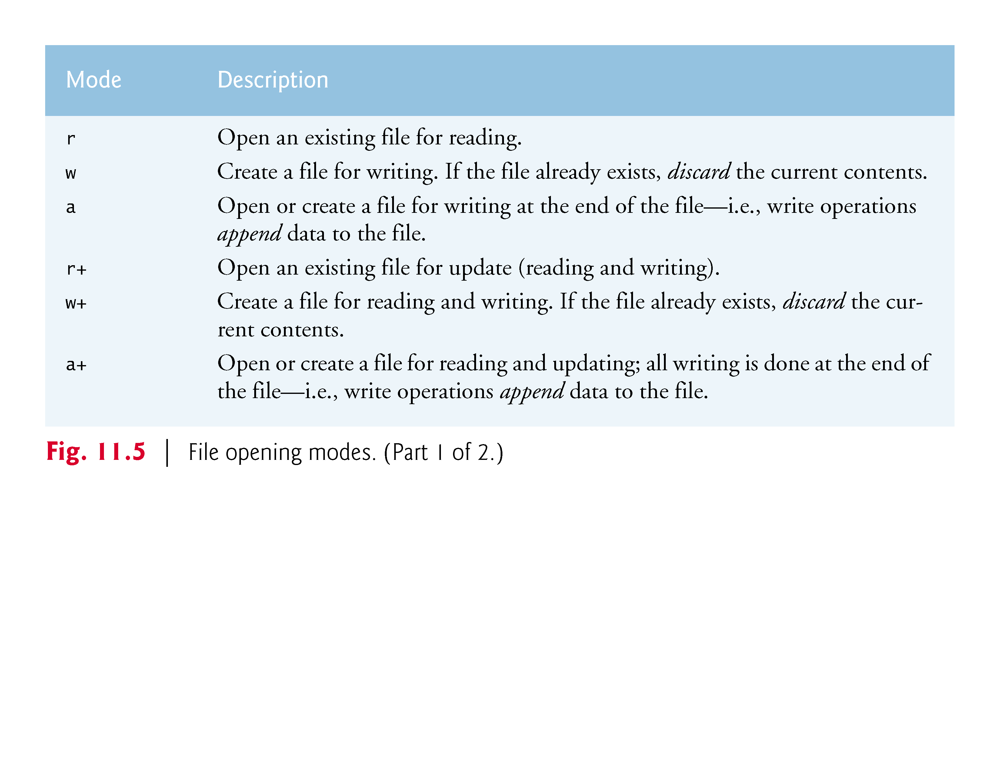 Mode Description
r Open an existing file for reading.
w Create a file for writing. If the file already exists, discard the current contents.
a Open or create a file for writing at the end of the file—i.e., write operations
append data to the file.
r+ Open an existing file for update (reading and writing).
w+ Create a file for reading and writing. If the file already exists, discard the cur-
rent contents.
a+ Open or create a file for reading and updating; all writing is done at the end of
the file—i.e., write operations append data to the file.
Fig. 11.5 | File opening modes. (Part 1 of 2.)